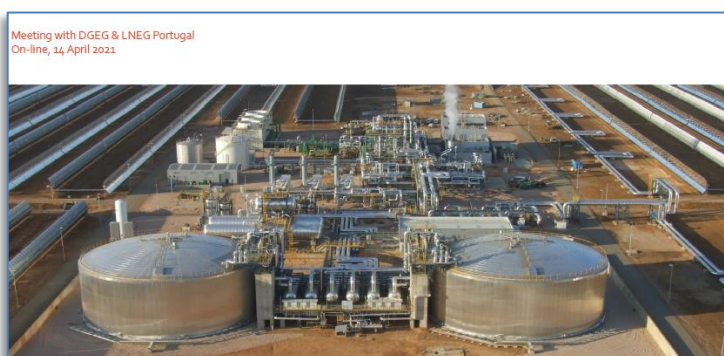 Meeting with DGEG & LNEG Portugal
On-line, 14 April 2021